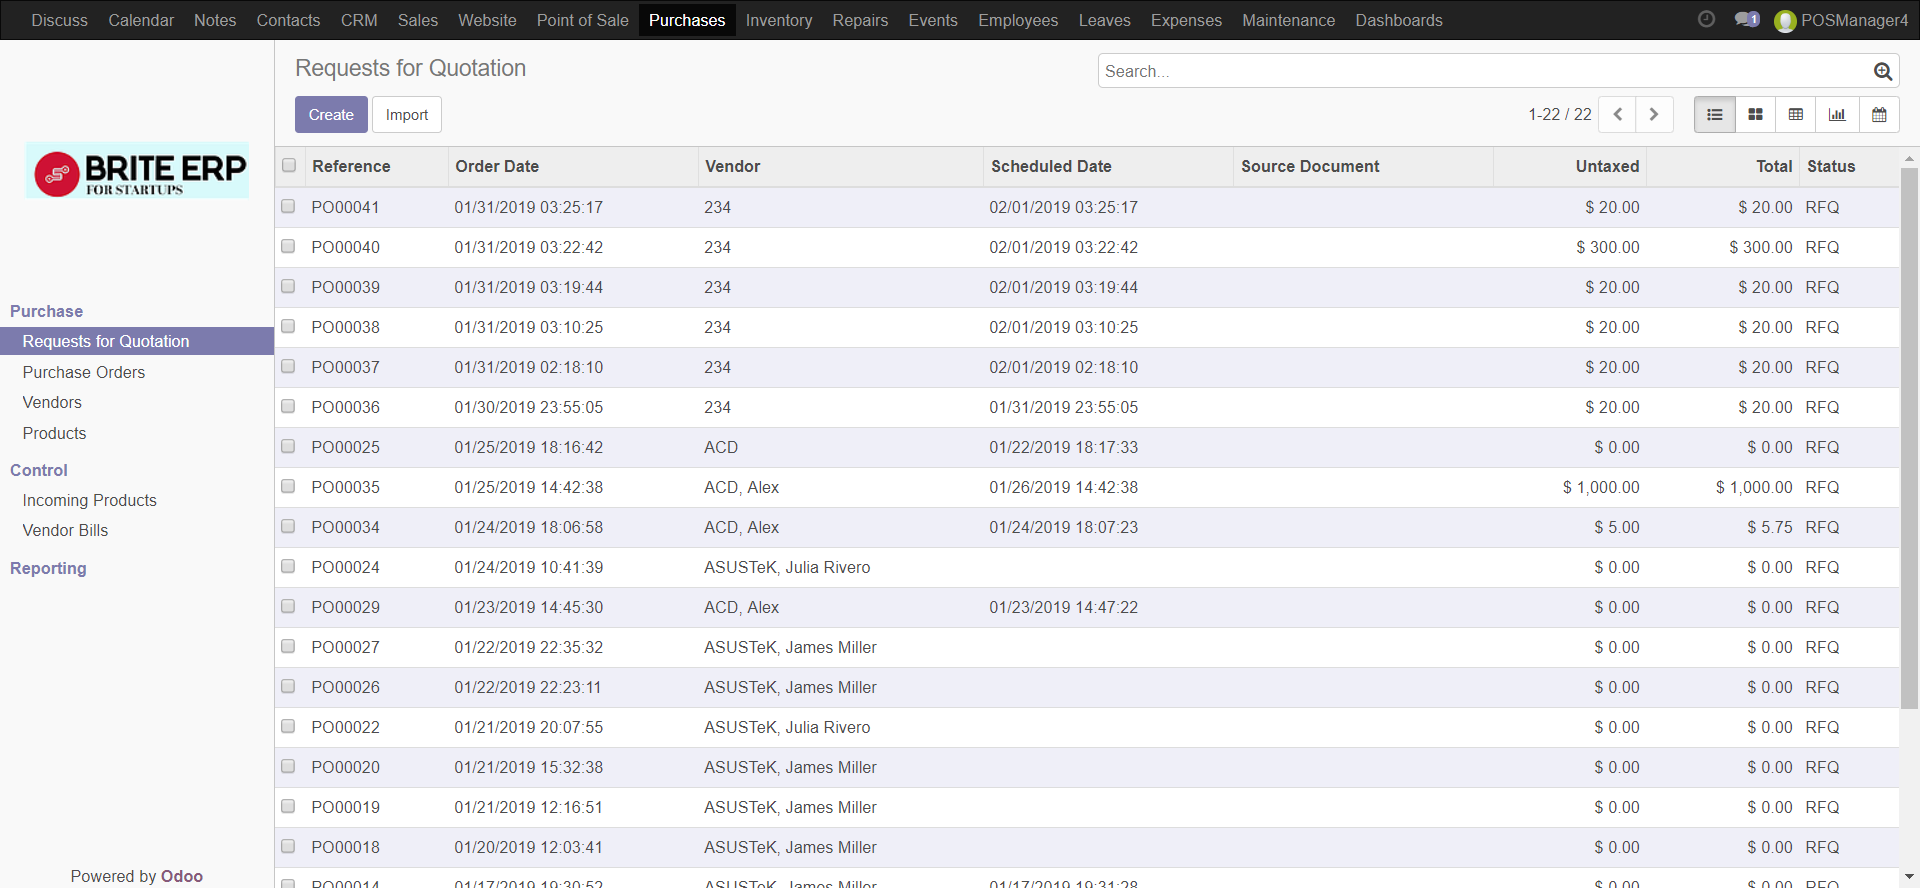 Discuss Calendar Notes Contacts CRM Sales Website Point of Sale Purchases Inventory Repairs Events Employees Leaves Expenses Maintenance Dashboards 1 POSManager4
Requests for Quotation
Search...
Create Import
1-22 / 22
BRITE ERP
FOR STARTUPS
Purchase
Requests for Quotation
Purchase Orders
Vendors
Products
Control
Incoming Products
Vendor Bills
Reporting
Powered by Odoo
Reference Order Date Vendor Scheduled Date Source Document Untaxed Total Status
PO00041 01/31/2019 03:25:17 234 02/01/2019 03:25:17 $ 20.00 $ 20.00 RFQ
PO00040 01/31/2019 03:22:42 234 02/01/2019 03:22:42 $ 300.00 $ 300.00 RFQ
PO00039 01/31/2019 03:19:44 234 02/01/2019 03:19:44 $ 20.00 $ 20.00 RFQ
PO00038 01/31/2019 03:10:25 234 02/01/2019 03:10:25 $ 20.00 $ 20.00 RFQ
PO00037 01/31/2019 02:18:10 234 02/01/2019 02:18:10 $ 20.00 $ 20.00 RFQ
PO00036 01/30/2019 23:55:05 234 01/31/2019 23:55:05 $ 20.00 $ 20.00 RFQ
PO00025 01/25/2019 18:16:42 ACD 01/22/2019 18:17:33 $ 0.00 $ 0.00 RFQ
PO00035 01/25/2019 14:42:38 ACD, Alex 01/26/2019 14:42:38 $ 1,000.00 $ 1,000.00 RFQ
PO00034 01/24/2019 18:06:58 ACD, Alex 01/24/2019 18:07:23 $ 5.00 $ 5.75 RFQ
PO00024 01/24/2019 10:41:39 ASUSTeK, Julia Rivero $ 0.00 $ 0.00 RFQ
PO00029 01/23/2019 14:45:30 ACD, Alex 01/23/2019 14:47:22 $ 0.00 $ 0.00 RFQ
PO00027 01/22/2019 22:35:32 ASUSTeK, James Miller $ 0.00 $ 0.00 RFQ
PO00026 01/22/2019 22:23:11 ASUSTeK, James Miller $ 0.00 $ 0.00 RFQ
PO00022 01/21/2019 20:07:55 ASUSTeK, Julia Rivero $ 0.00 $ 0.00 RFQ
PO00020 01/21/2019 15:32:38 ASUSTeK, James Miller $ 0.00 $ 0.00 RFQ
PO00019 01/21/2019 12:16:51 ASUSTeK, James Miller $ 0.00 $ 0.00 RFQ
PO00018 01/20/2019 12:03:41 ASUSTeK, James Miller $ 0.00 $ 0.00 RFQ
PO00014 01/17/2019 19:30:52 ASUSTeK, James Miller 01/17/2019 19:31:28 $ 0.00 $ 0.00 RFQ